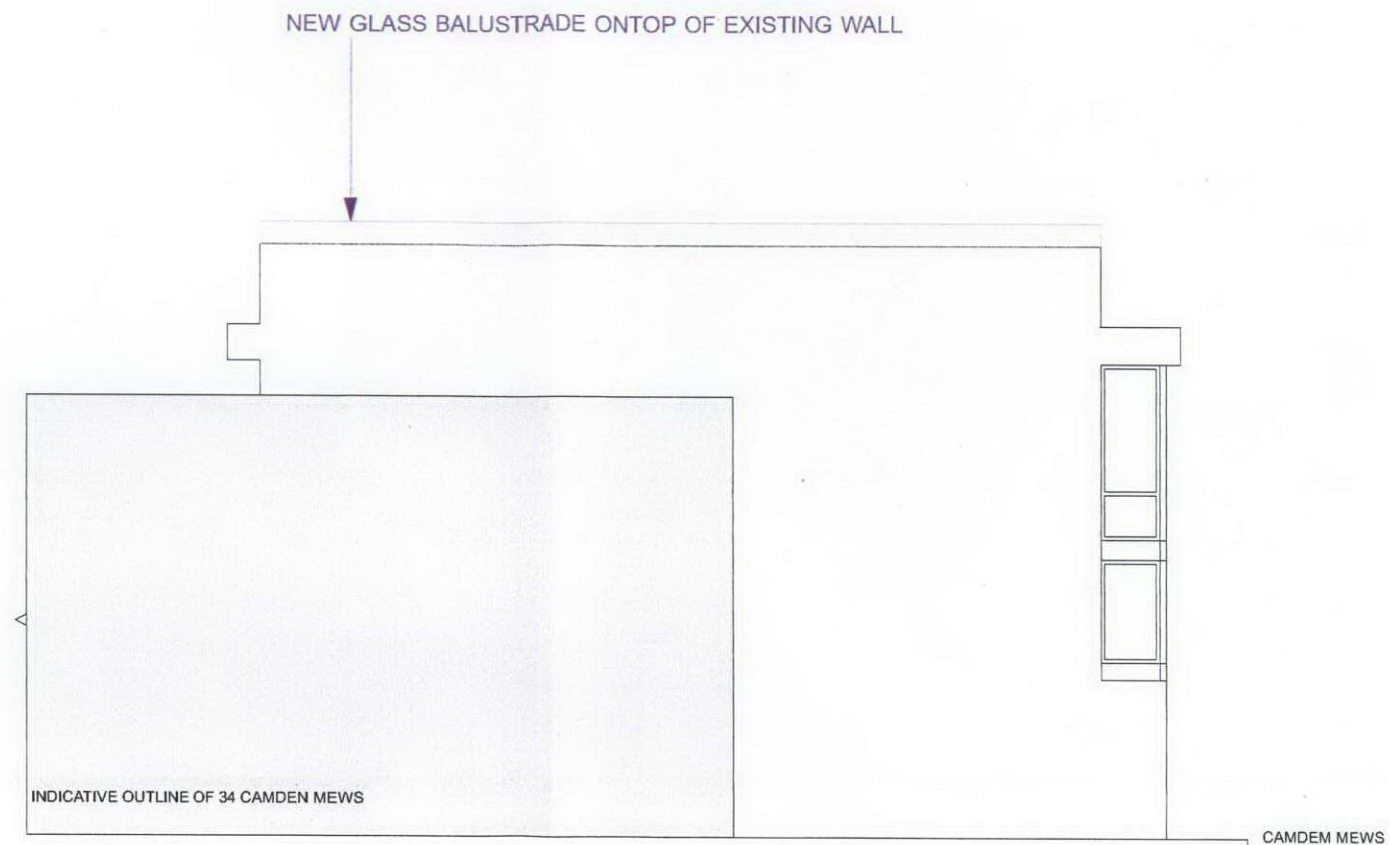 NEW GLASS BALUSTRADE ONTOP OF EXISTING WALL
INDICATIVE OUTLINE OF 34 CAMDEN MEWS
CAMDEM MEWS